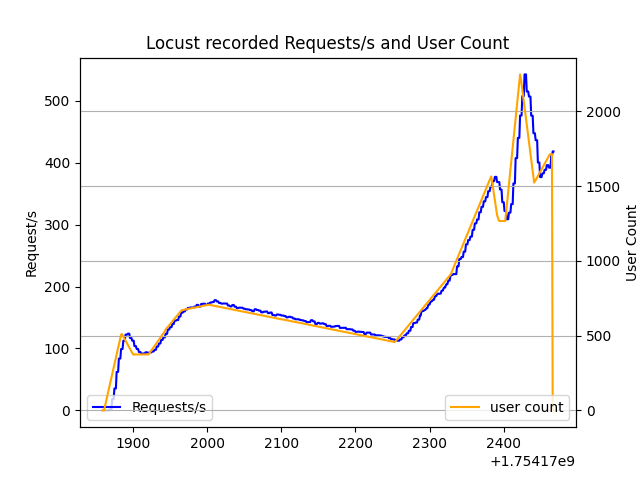 Locust recorded Requests/s and User Count
500
400
300
200
100
0
Request/s
2000
1500
1000
500
0
User Count
Requests/s
user count
1900 2000 2100 2200 2300 2400
+1.75417e9